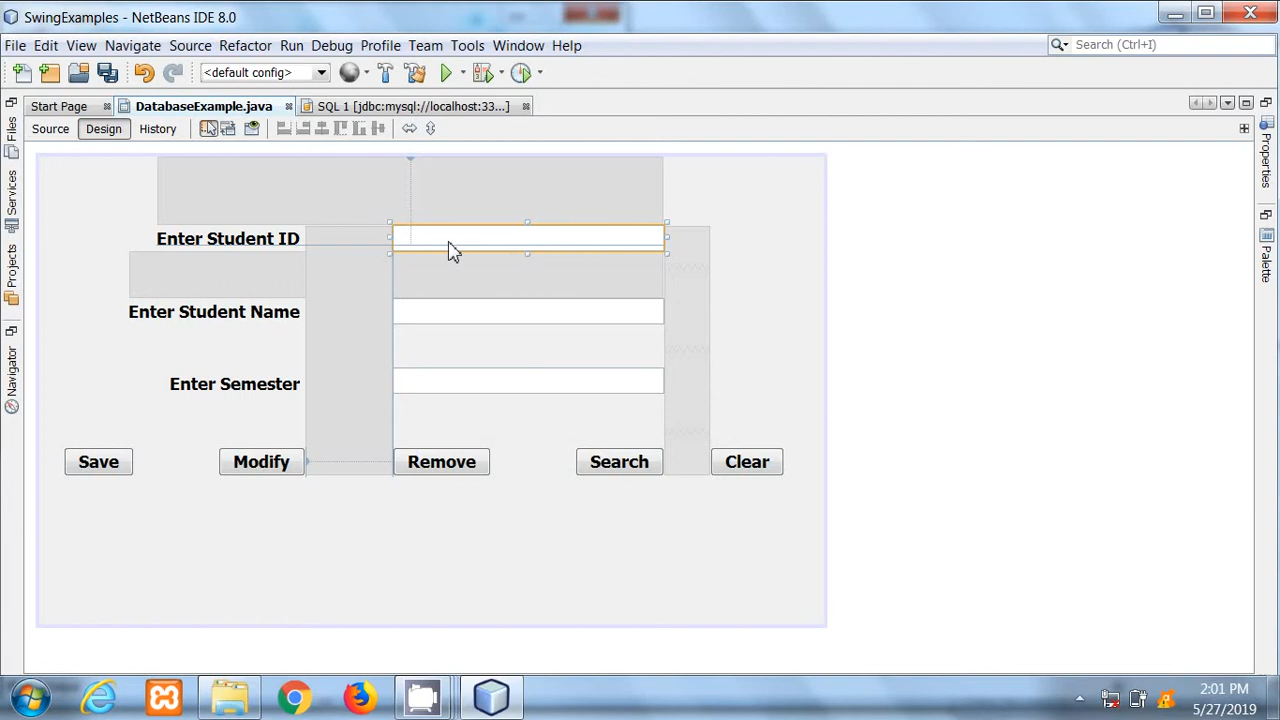 SwingExamples - NetBeans IDE 8.0
File Edit View Navigate Source Refactor Run Debug Profile Team Tools Window Help
Search (Ctrl+I)
<default config>
Start Page DatabaseExample.java SQL 1 [jdbc:mysql://localhost:33...]
Source Design History
Files
Services
Projects
Navigator
Properties
Palette
Enter Student ID
Enter Student Name
Enter Semester
Save Modify Remove Search Clear
2:01 PM
5/27/2019